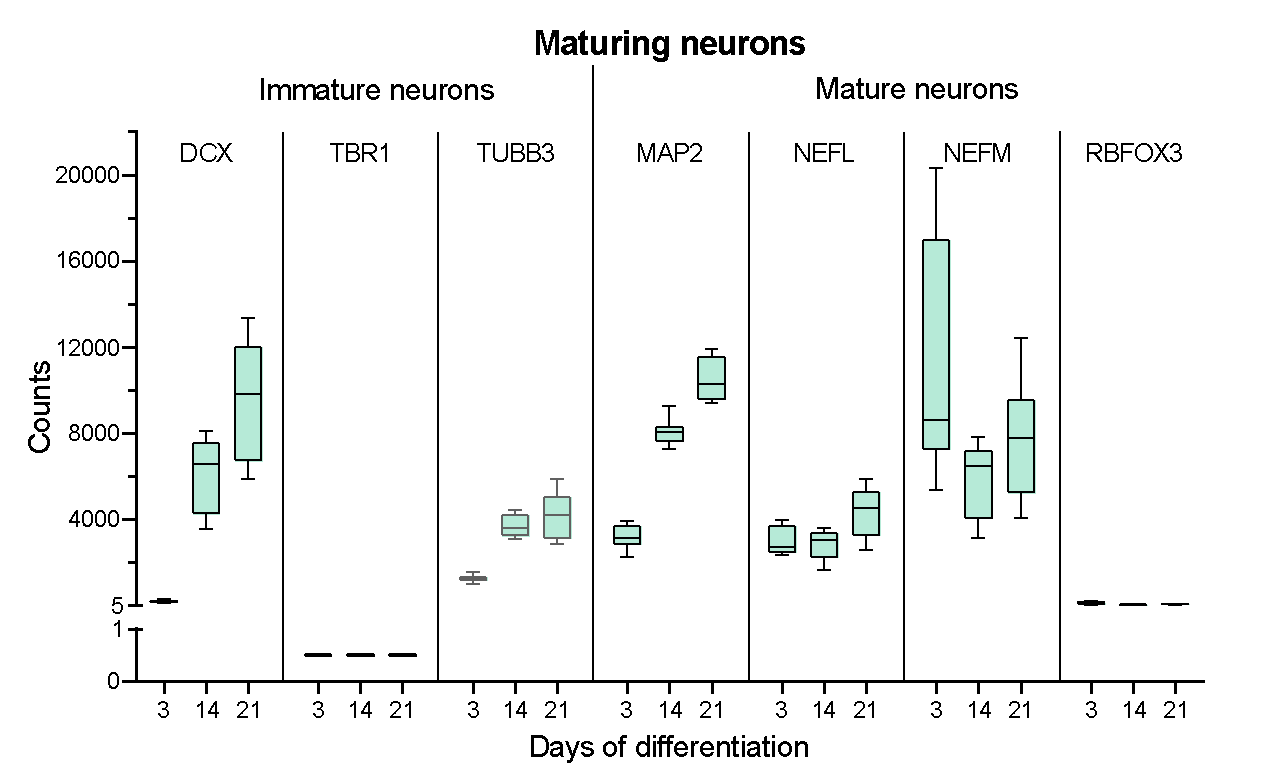 Maturing neurons
Immature neurons Mature neurons
DCX TBR1 TUBB3 MAP2 NEFL NEFM RBFOX3
20000
16000
12000
8000
4000
5
1
0
Counts
3 14 21 3 14 21 3 14 21 3 14 21 3 14 21 3 14 21 3 14 21
Days of differentiation